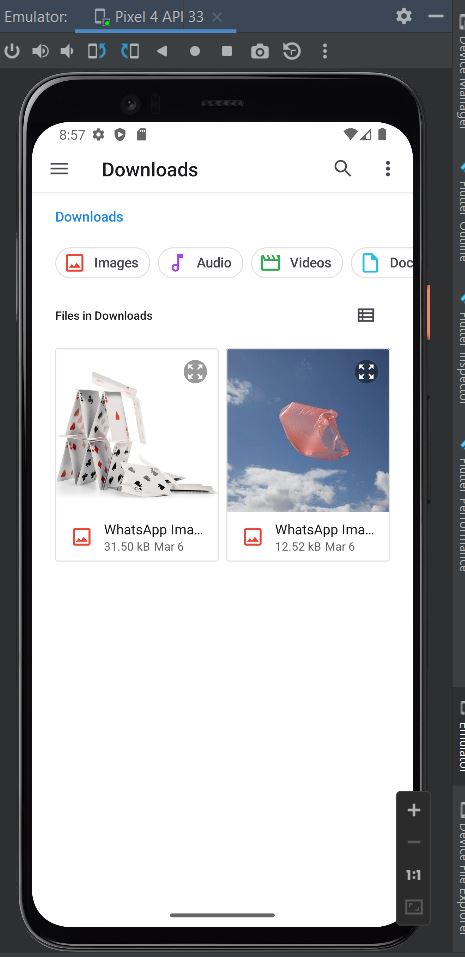 Emulator: Pixel 4 API 33
8:57
Downloads
Downloads
Images Audio Videos Doc
Files in Downloads
WhatsApp Ima...
31.50 kB Mar 6
WhatsApp Ima...
12.52 kB Mar 6
1:1
Device Manager
Flutter Outline
Flutter Inspector
Flutter Performance
Emulator
Device File Explorer